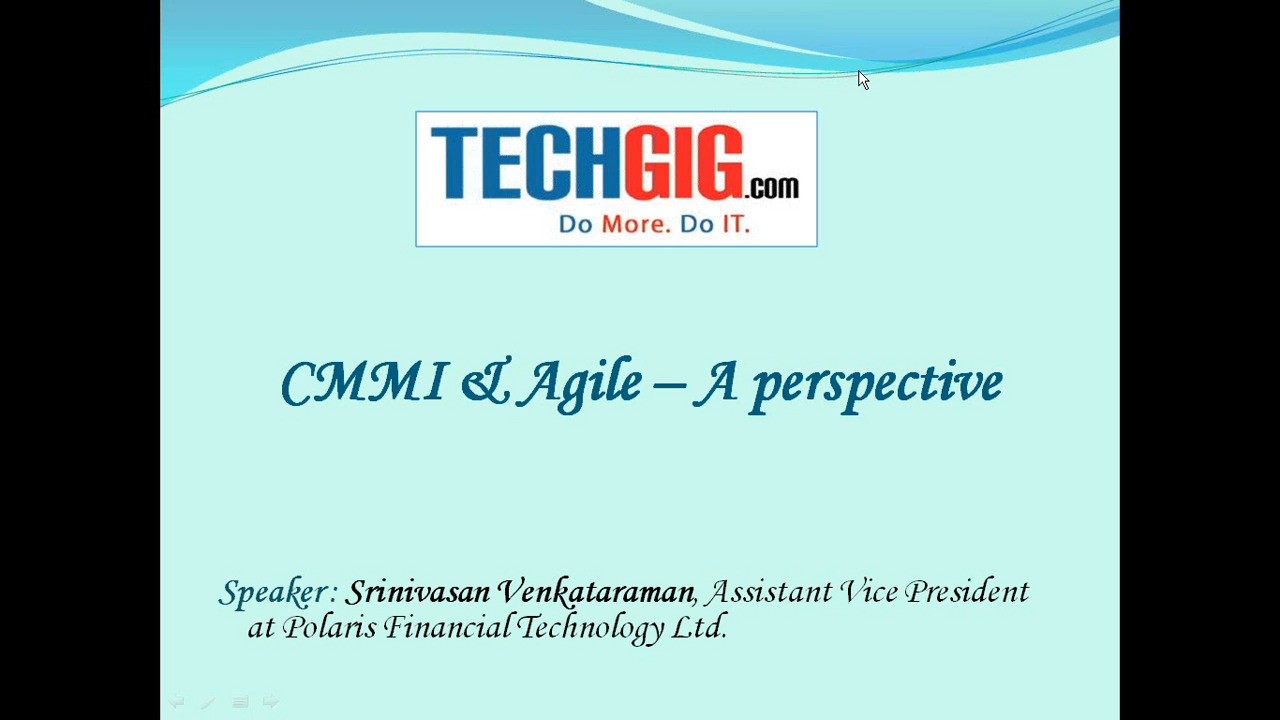 TECHGIG.com
Do More. Do IT.
CMMI & Agile – A perspective
Speaker: Srinivasan Venkataraman, Assistant Vice President
at Polaris Financial Technology Ltd.